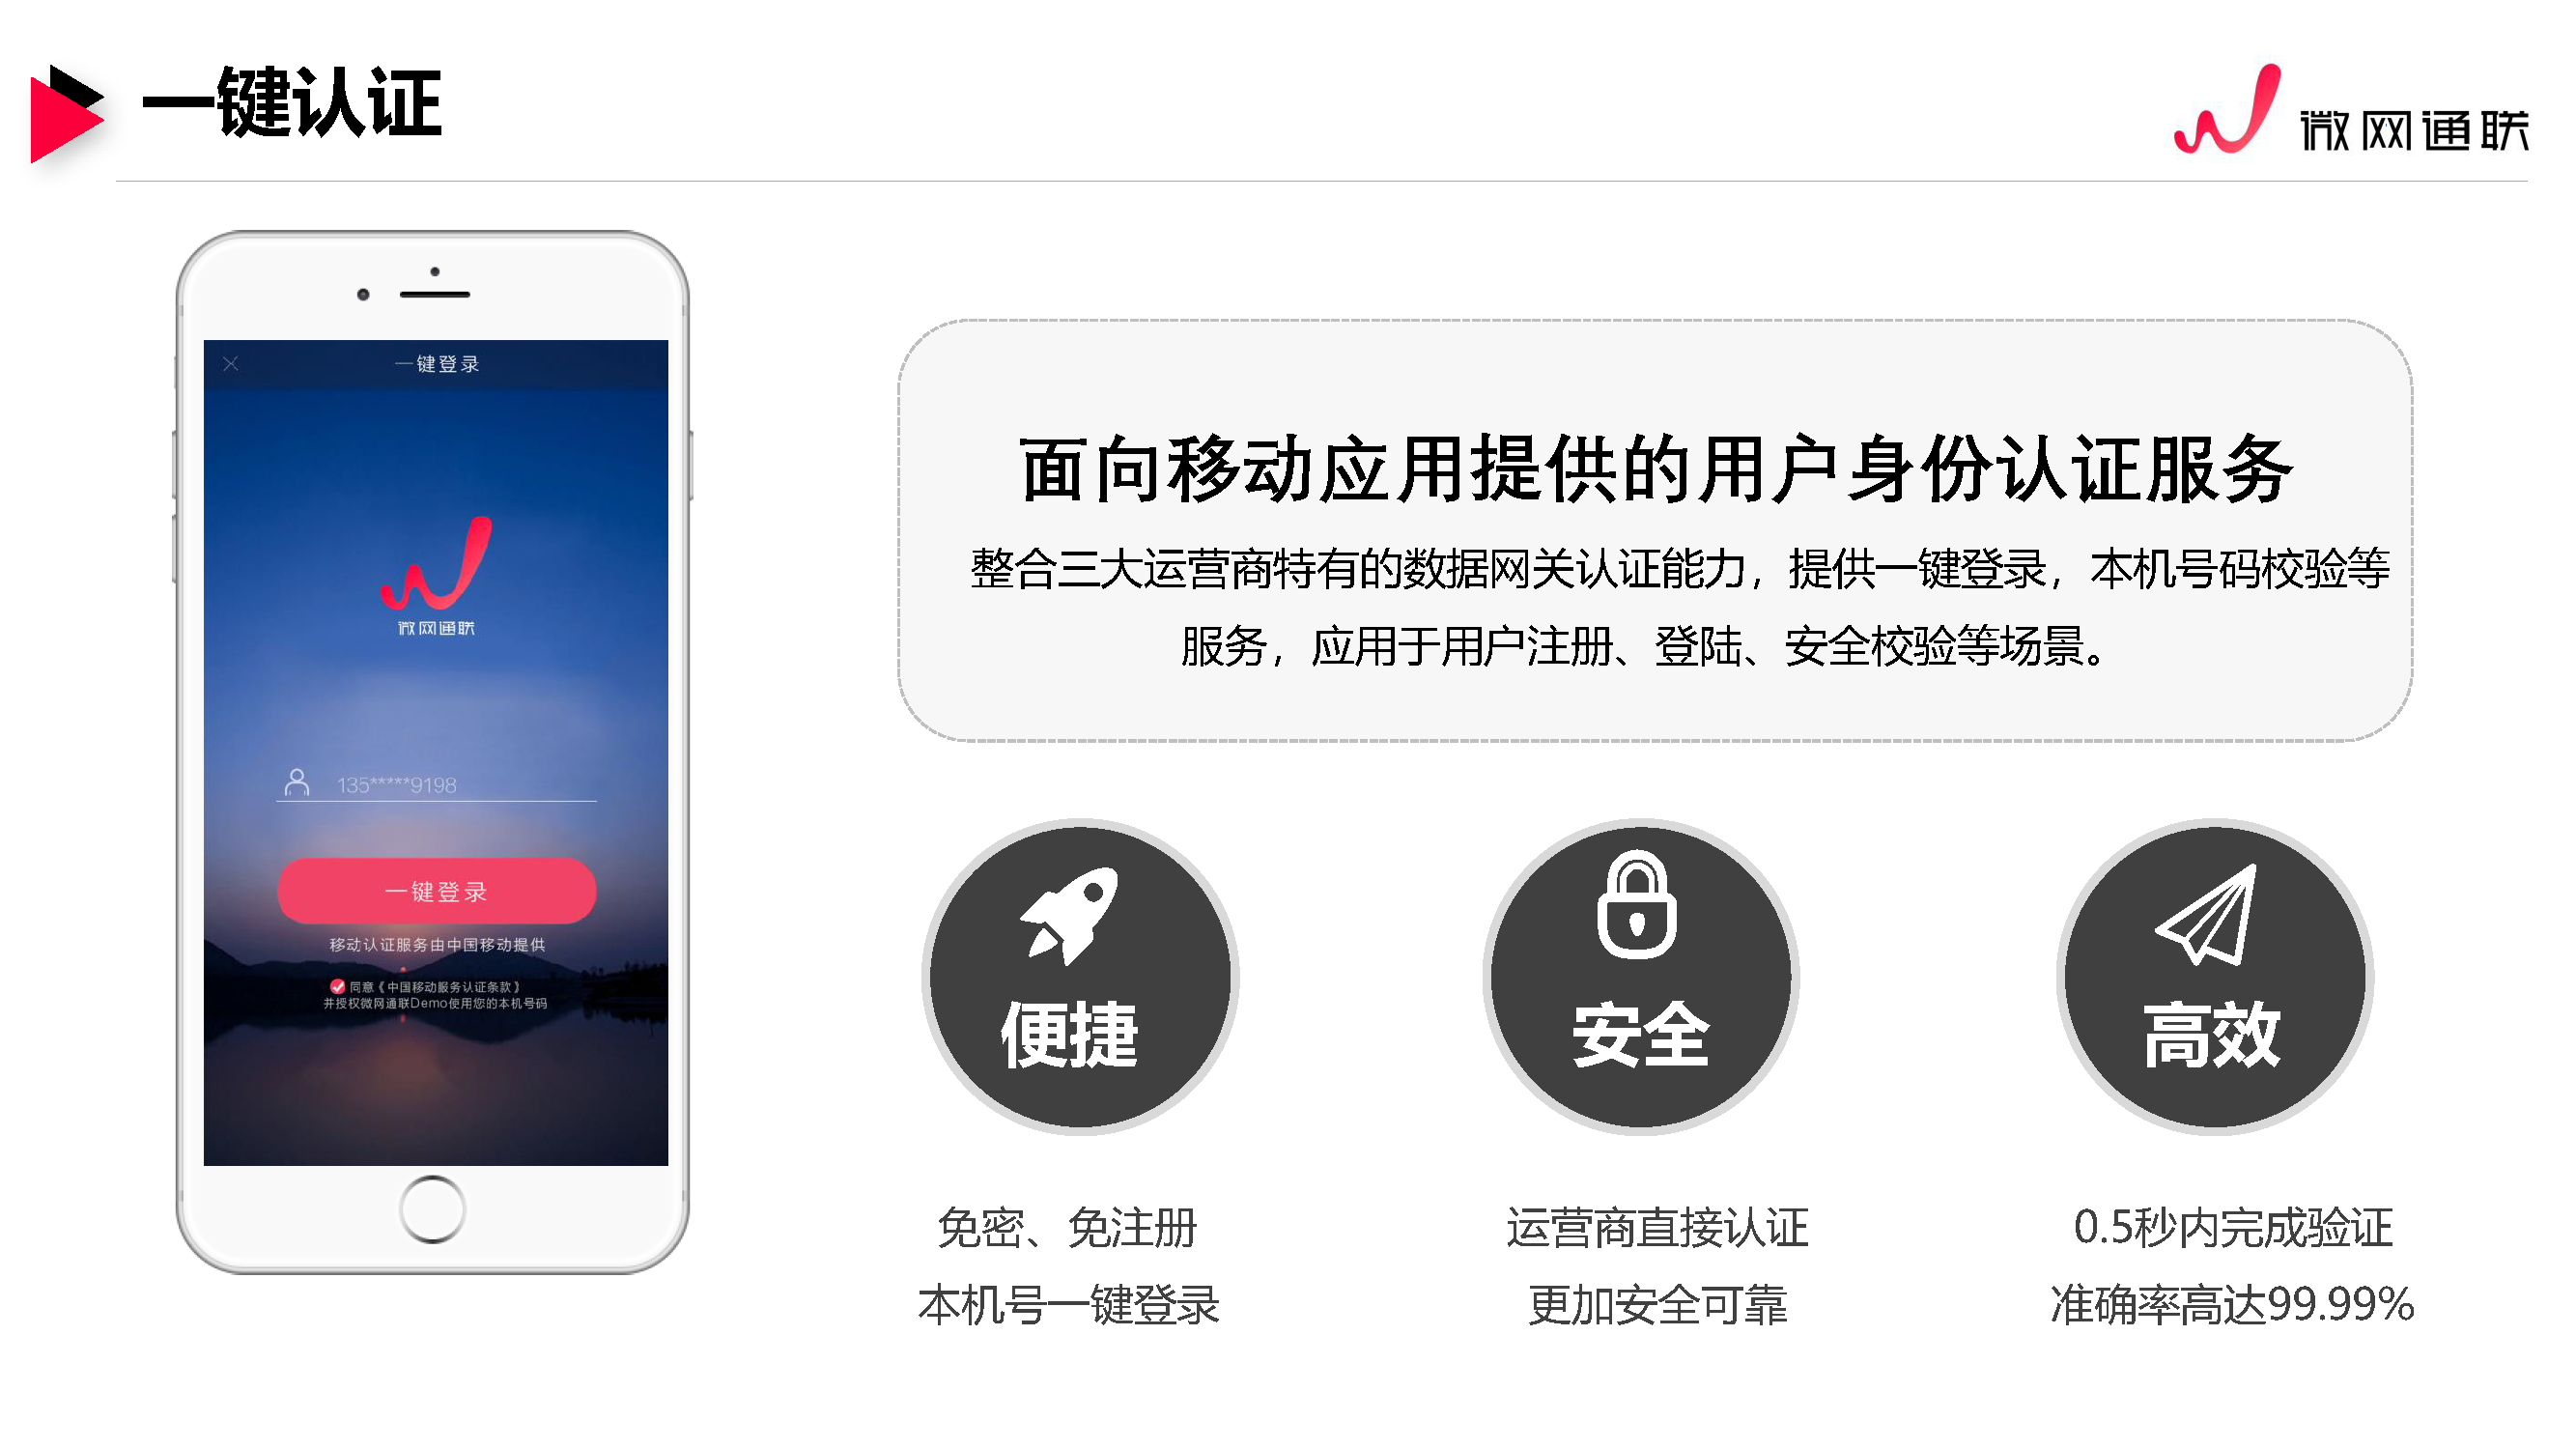 一键认证
微网通联
一键登录
微网通联
135*****9198
一键登录
移动认证服务由中国移动提供
同意《中国移动服务认证条款》
并授权微网通联Demo使用您的本机号码
面向移动应用提供的用户身份认证服务
整合三大运营商特有的数据网关认证能力，提供一键登录，本机号码校验等
服务，应用于用户注册、登陆、安全校验等场景。
便捷
免密、免注册
本机号一键登录
安全
运营商直接认证
更加安全可靠
高效
0.5秒内完成验证
准确率高达99.99%